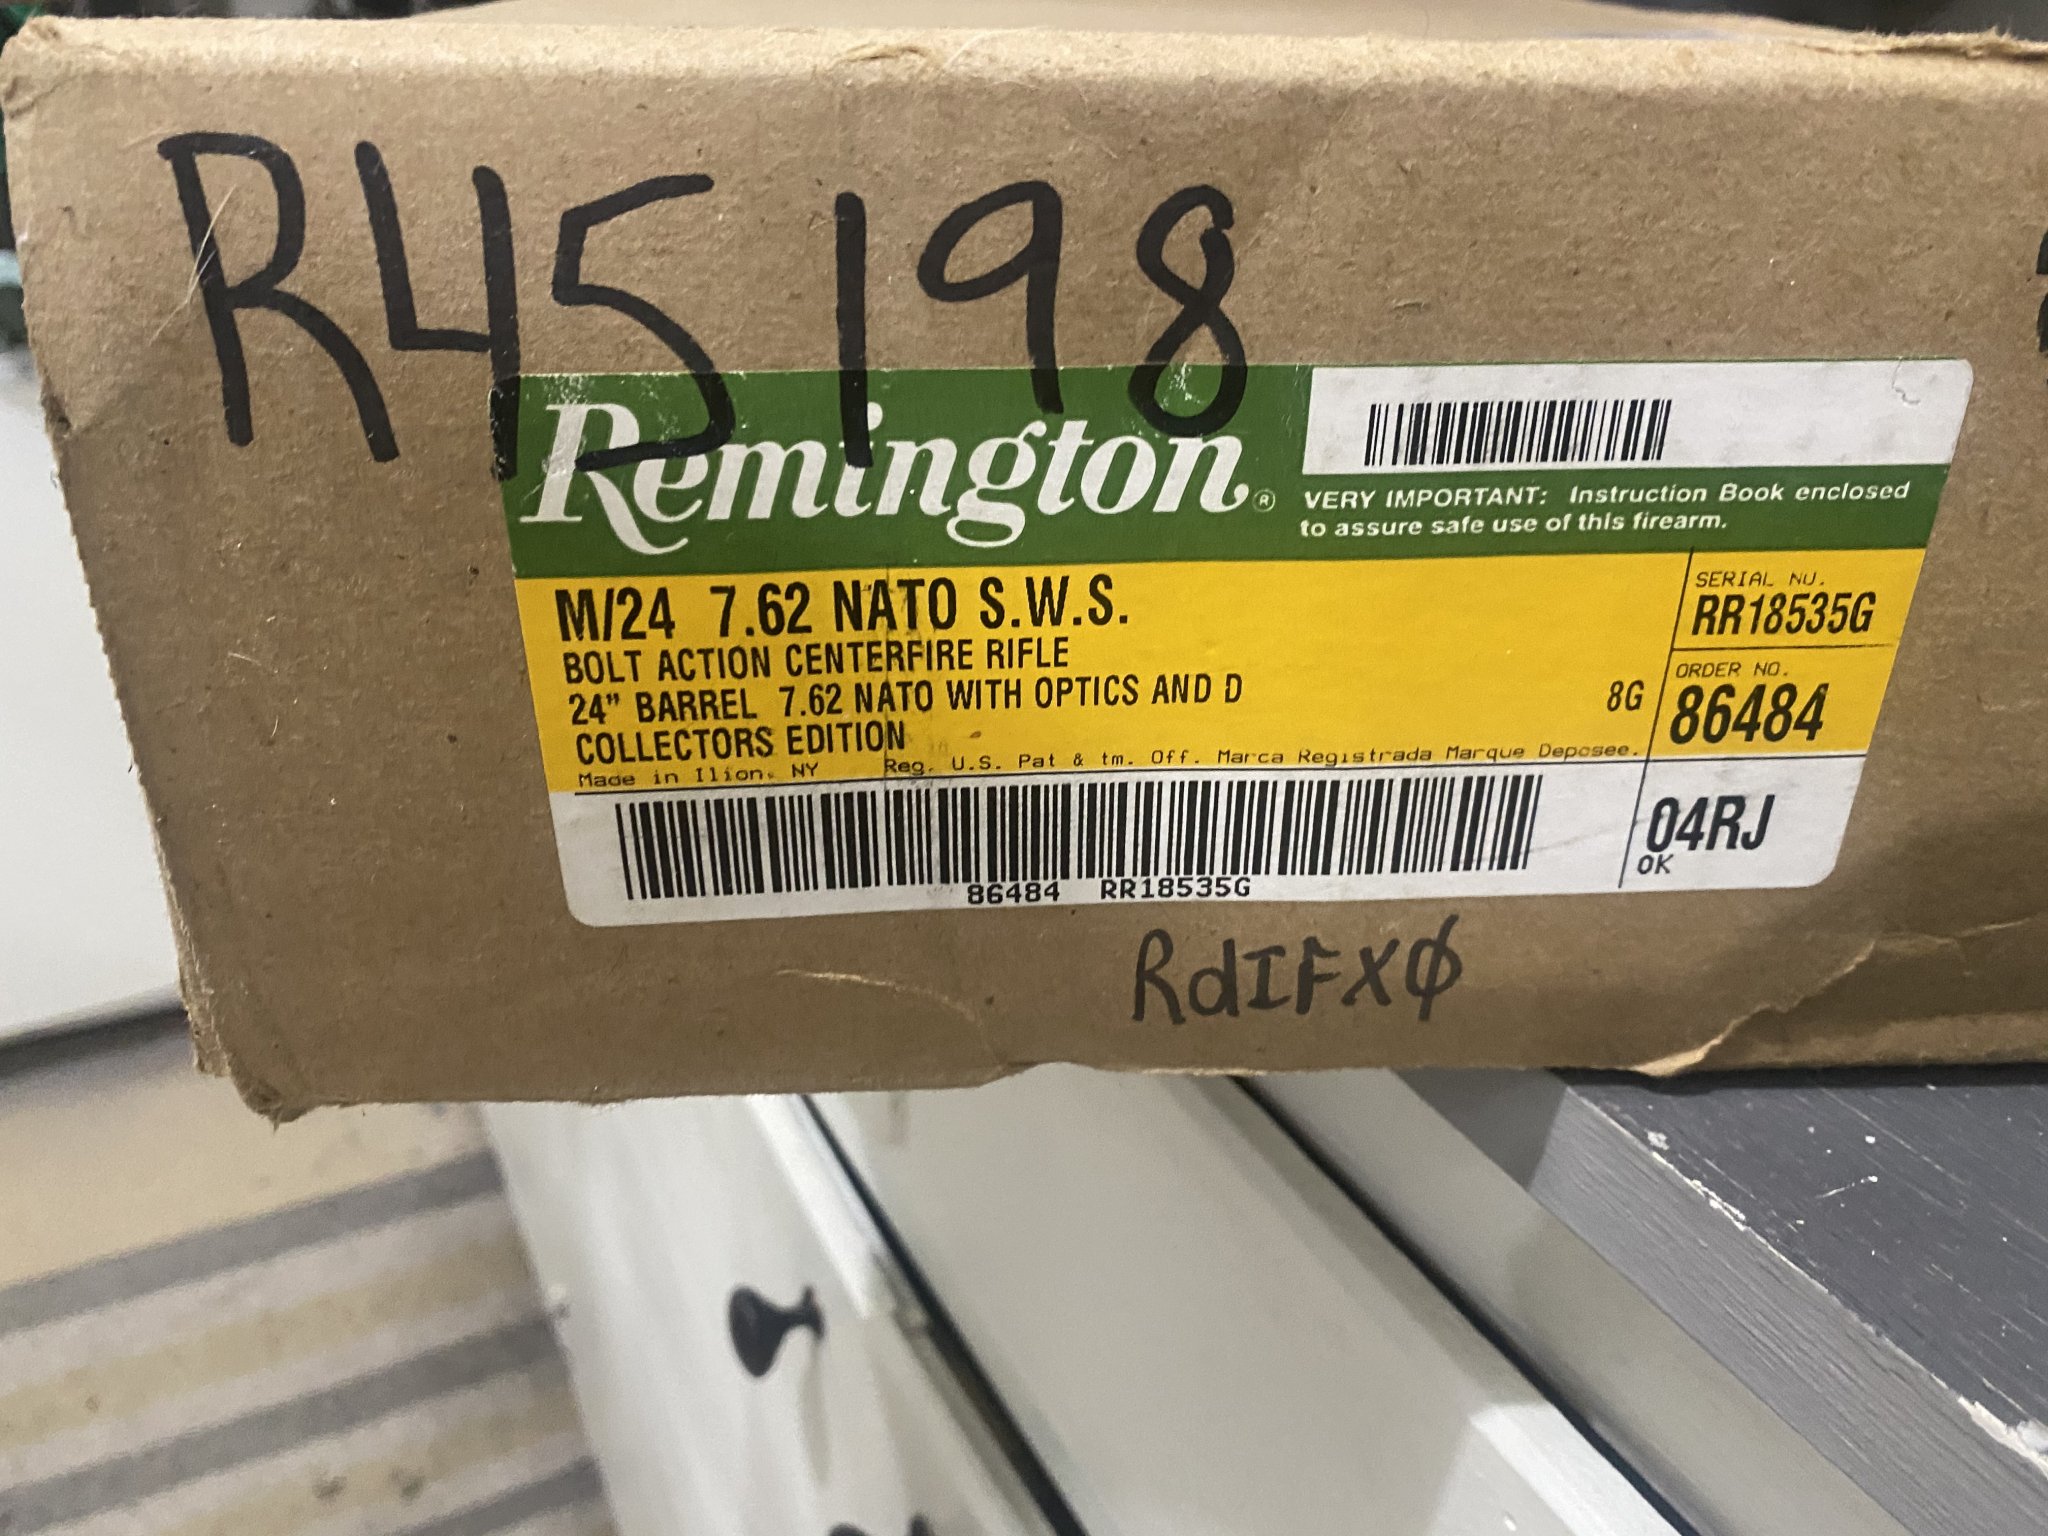 R45198
Remington®
VERY IMPORTANT: Instruction Book enclosed
to assure safe use of this firearm.
M/24 7.62 NATO S.W.S.
BOLT ACTION CENTERFIRE RIFLE
24" BARREL 7.62 NATO WITH OPTICS AND D
8G
COLLECTORS EDITION
Made in Ilion, NY Reg. U.S. Pat & tm. Off. Marca Registrada Marque Deposee.
SERIAL NO.
RR18535G
ORDER NO.
86484
86484 RR18535G
04RJ
OK
RdIFXØ